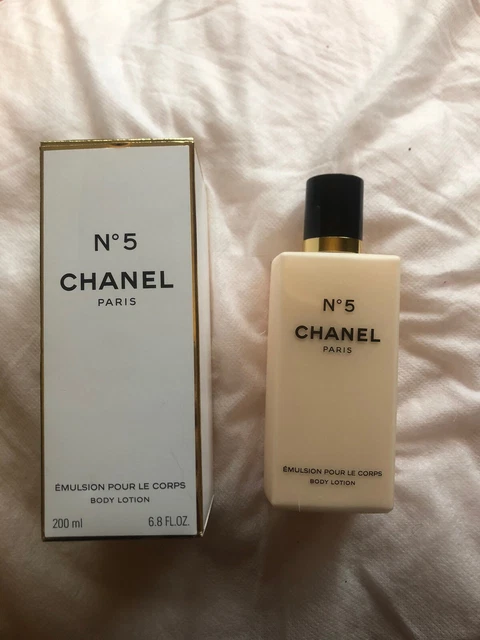 N°5
CHANEL
PARIS
ÉMULSION POUR LE CORPS
BODY LOTION
200 ml 6.8 FL.OZ.
N°5
CHANEL
PARIS
ÉMULSION POUR LE CORPS
BODY LOTION